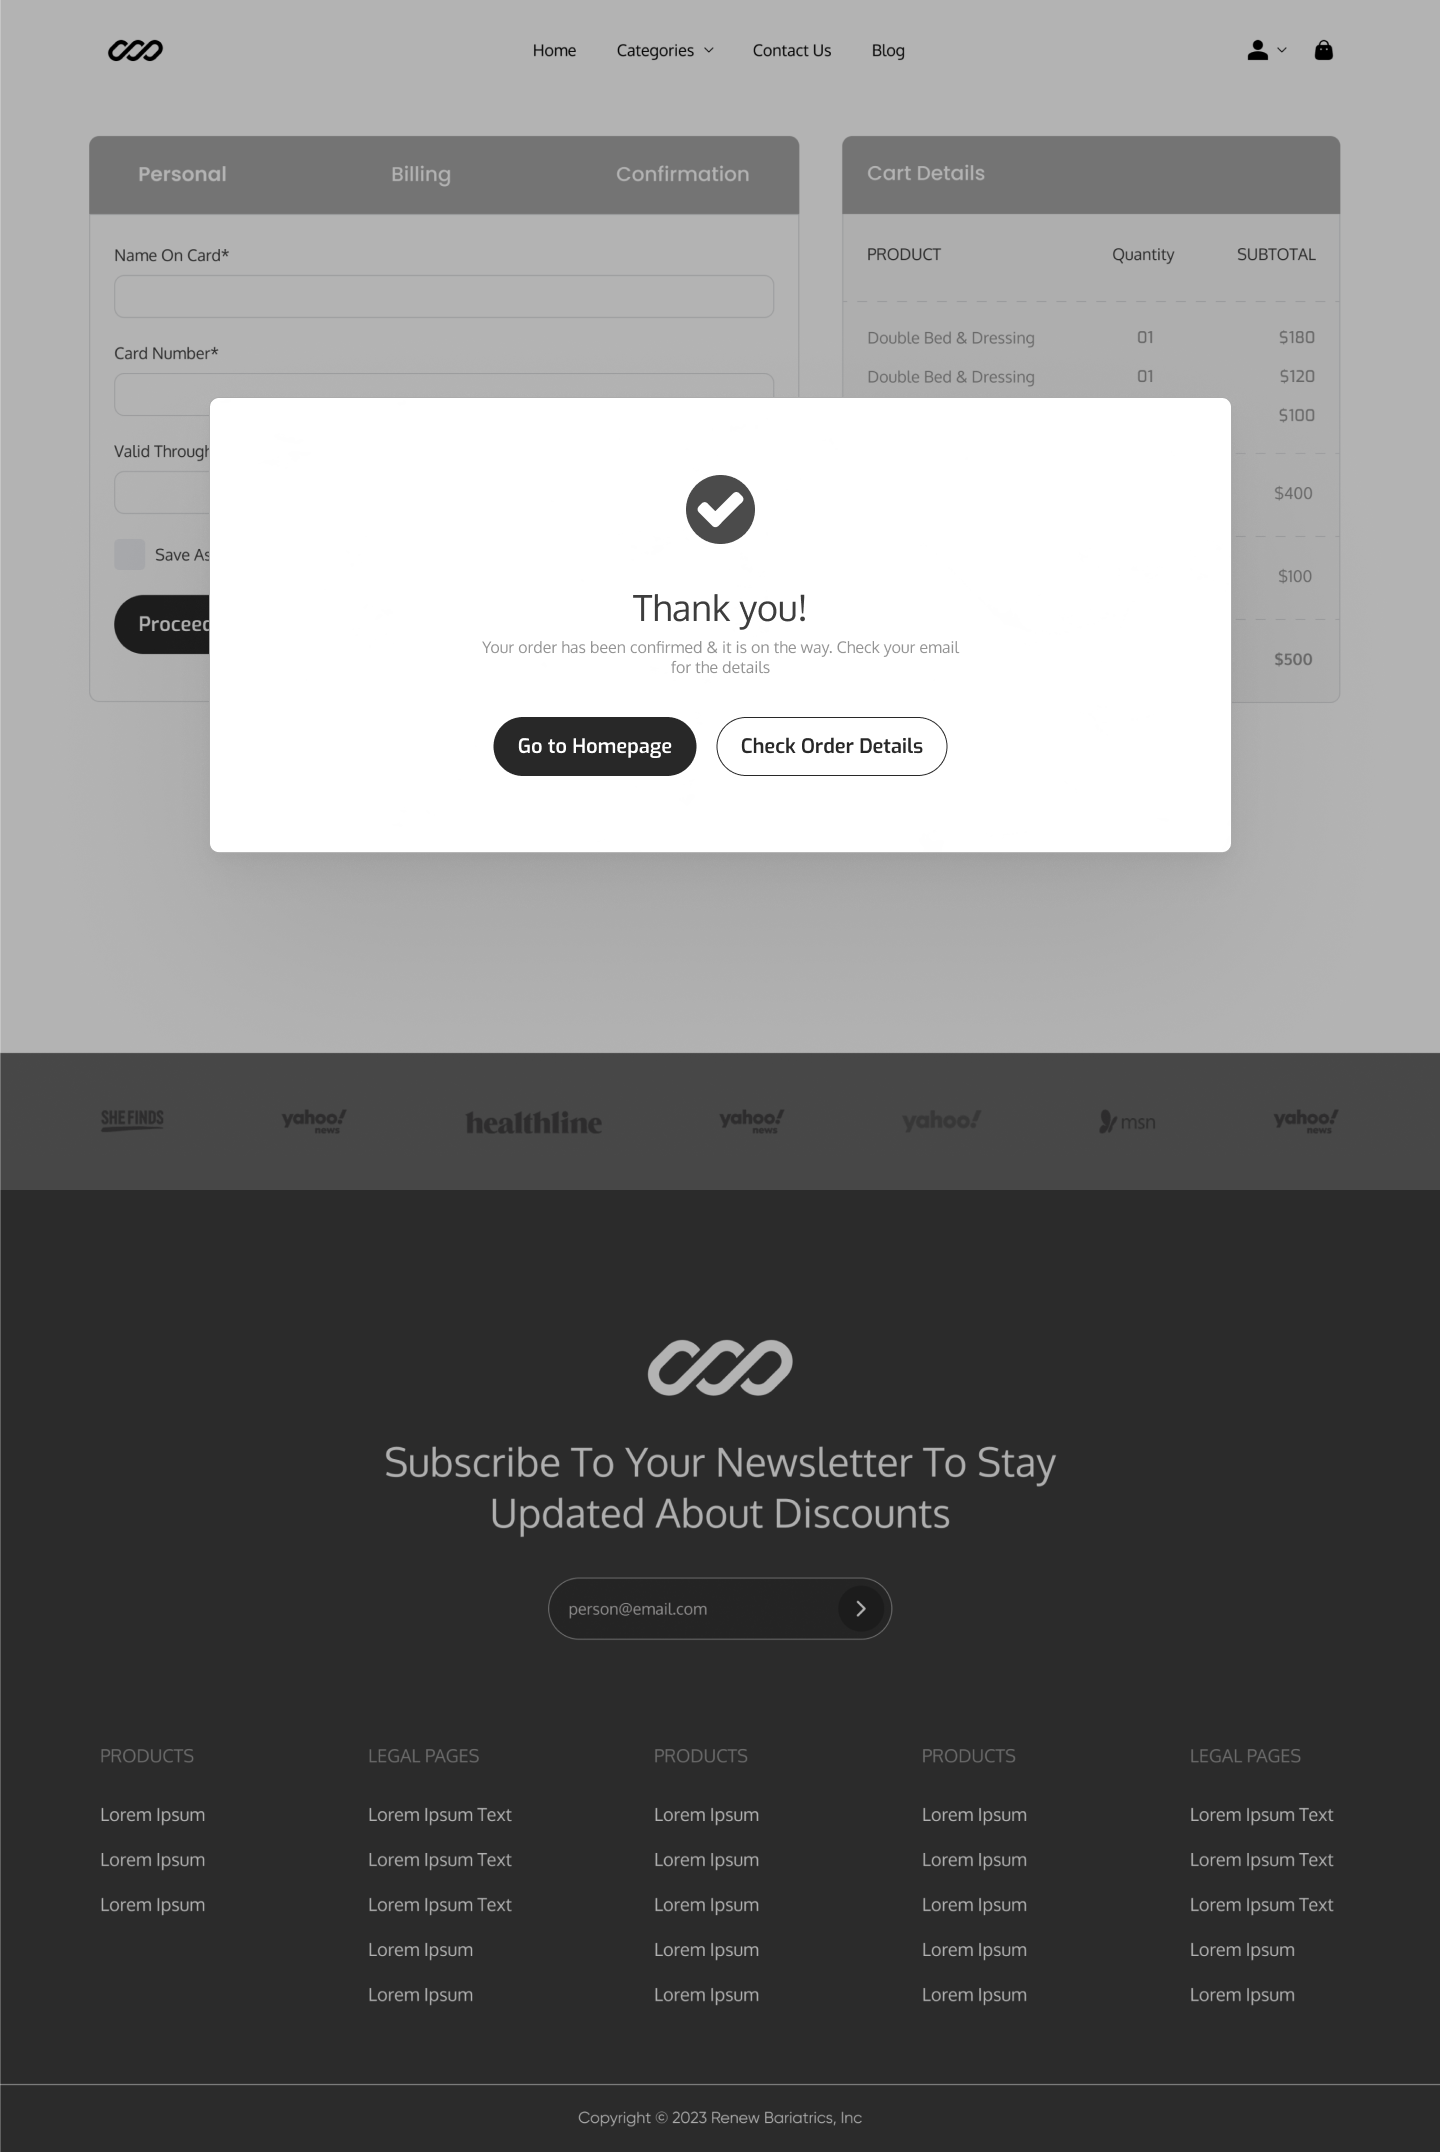 Home Categories Contact Us Blog
Personal Billing Confirmation
Name On Card*
Card Number*
Valid Through
Save As
Proceed
Cart Details
PRODUCT Quantity SUBTOTAL
Double Bed & Dressing 01 $180
Double Bed & Dressing 01 $120
$100
$400
$100
$500
Thank you!
Your order has been confirmed & it is on the way. Check your email
for the details
Go to Homepage Check Order Details
SHEFINDS yahoo! news healthline yahoo! news yahoo! msn yahoo! news
Subscribe To Your Newsletter To Stay
Updated About Discounts
person@email.com
PRODUCTS LEGAL PAGES PRODUCTS PRODUCTS LEGAL PAGES
Lorem Ipsum Lorem Ipsum Text Lorem Ipsum Lorem Ipsum Lorem Ipsum Text
Lorem Ipsum Lorem Ipsum Text Lorem Ipsum Lorem Ipsum Lorem Ipsum Text
Lorem Ipsum Lorem Ipsum Text Lorem Ipsum Lorem Ipsum Lorem Ipsum Text
Lorem Ipsum Lorem Ipsum Lorem Ipsum Lorem Ipsum
Lorem Ipsum Lorem Ipsum Lorem Ipsum Lorem Ipsum
Copyright © 2023 Renew Bariatrics, Inc